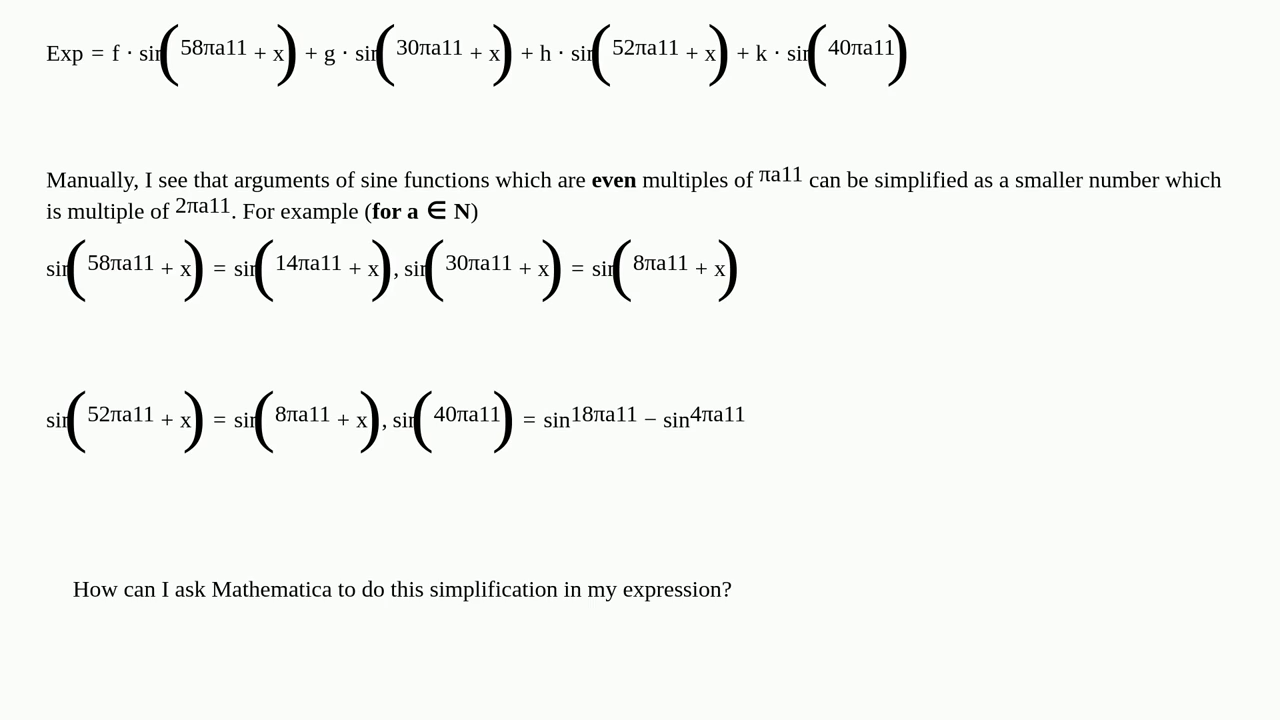 Exp = f · sin(58πa11 + x) + g · sin(30πa11 + x) + h · sin(52πa11 + x) + k · sin(40πa11)
Manually, I see that arguments of sine functions which are even multiples of πa11 can be simplified as a smaller number which
is multiple of 2πa11. For example (for a ∈ N)
sin(58πa11 + x) = sin(14πa11 + x), sin(30πa11 + x) = sin(8πa11 + x)
sin(52πa11 + x) = sin(8πa11 + x), sin(40πa11) = sin18πa11 − sin4πa11
How can I ask Mathematica to do this simplification in my expression?